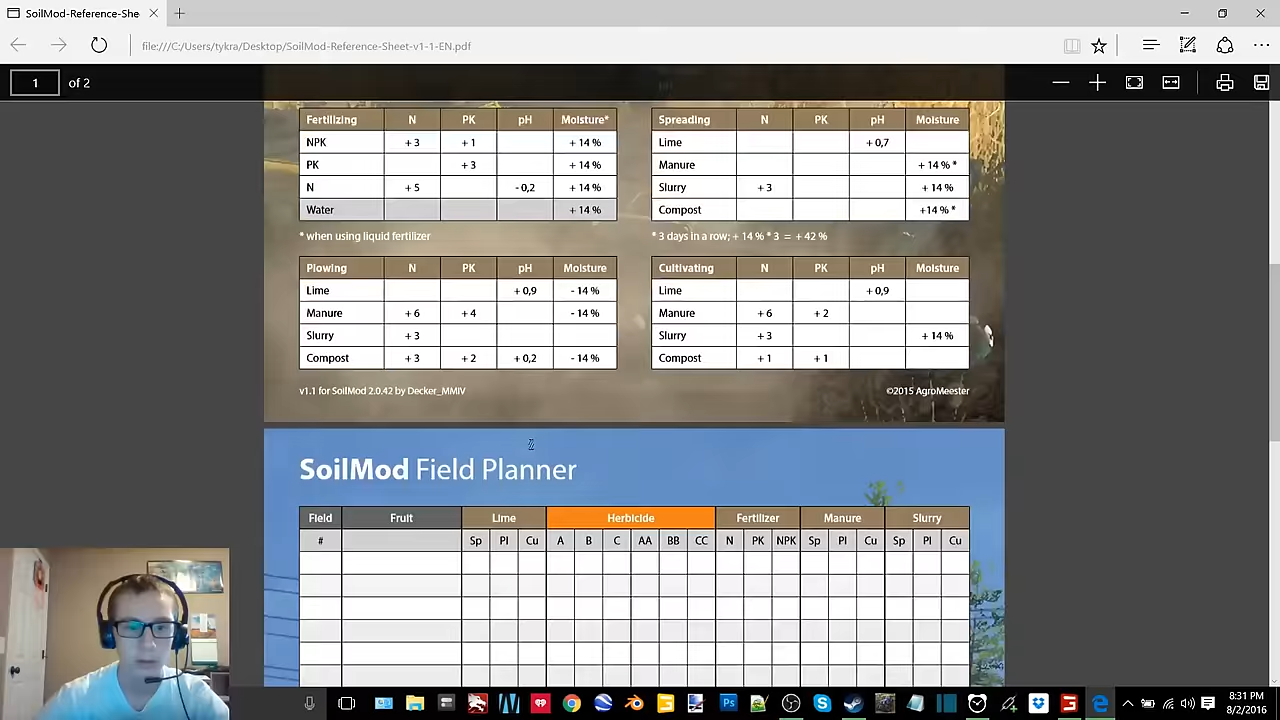 SoilMod-Reference-She
file:///C:/Users/tykra/Desktop/SoilMod-Reference-Sheet-v1-1-EN.pdf
1 of 2
Fertilizing N PK pH Moisture*
NPK + 3 + 1 + 14 %
PK + 3 + 14 %
N + 5 - 0,2 + 14 %
Water + 14 %
* when using liquid fertilizer
Spreading N PK pH Moisture
Lime + 0,7
Manure + 14 % *
Slurry + 3 + 14 %
Compost +14 % *
* 3 days in a row; + 14 % * 3 = + 42 %
Plowing N PK pH Moisture
Lime + 0,9 - 14 %
Manure + 6 + 4 - 14 %
Slurry + 3
Compost + 3 + 2 + 0,2 - 14 %
Cultivating N PK pH Moisture
Lime + 0,9
Manure + 6 + 2
Slurry + 3 + 14 %
Compost + 1 + 1
v1.1 for SoilMod 2.0.42 by Decker_MMIV
©2015 AgroMeester
SoilMod Field Planner
Field Fruit Lime Herbicide Fertilizer Manure Slurry
# Sp Pl Cu A B C AA BB CC N PK NPK Sp Pl Cu Sp Pl Cu
8:31 PM
8/2/2016